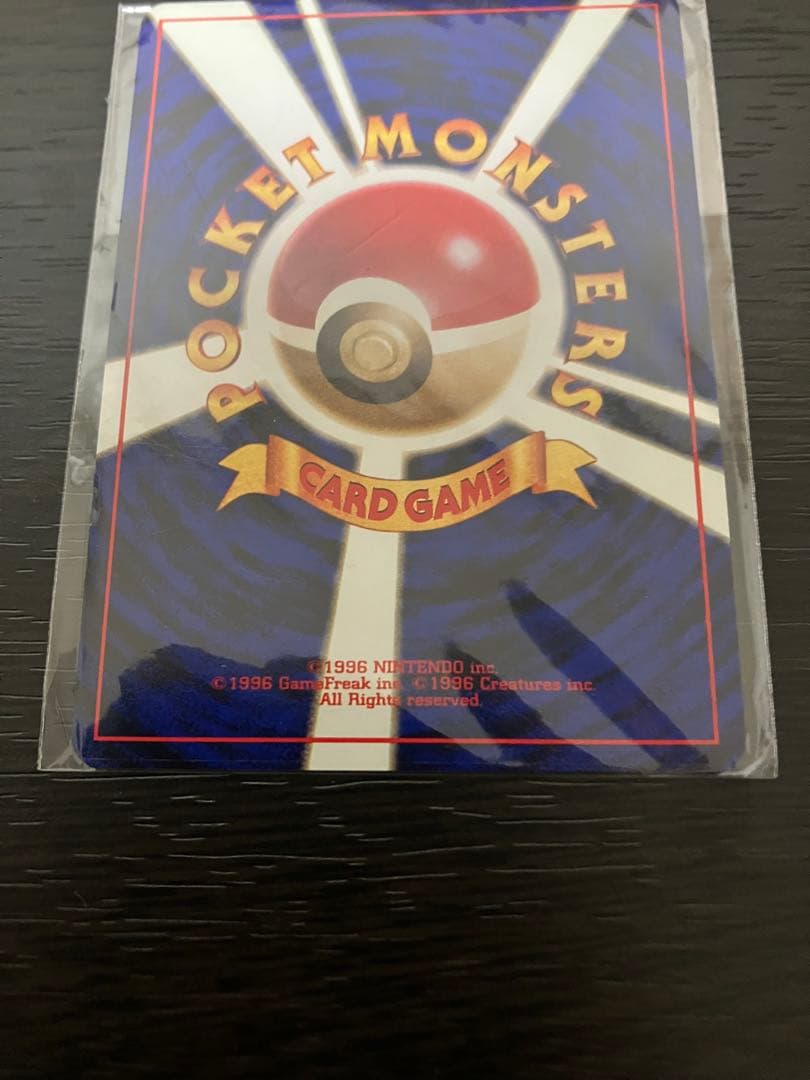 POCKET MONSTERS
CARD GAME
©1996 NINTENDO inc.
©1996 GameFreak inc. ©1996 Creatures inc.
All Rights reserved.